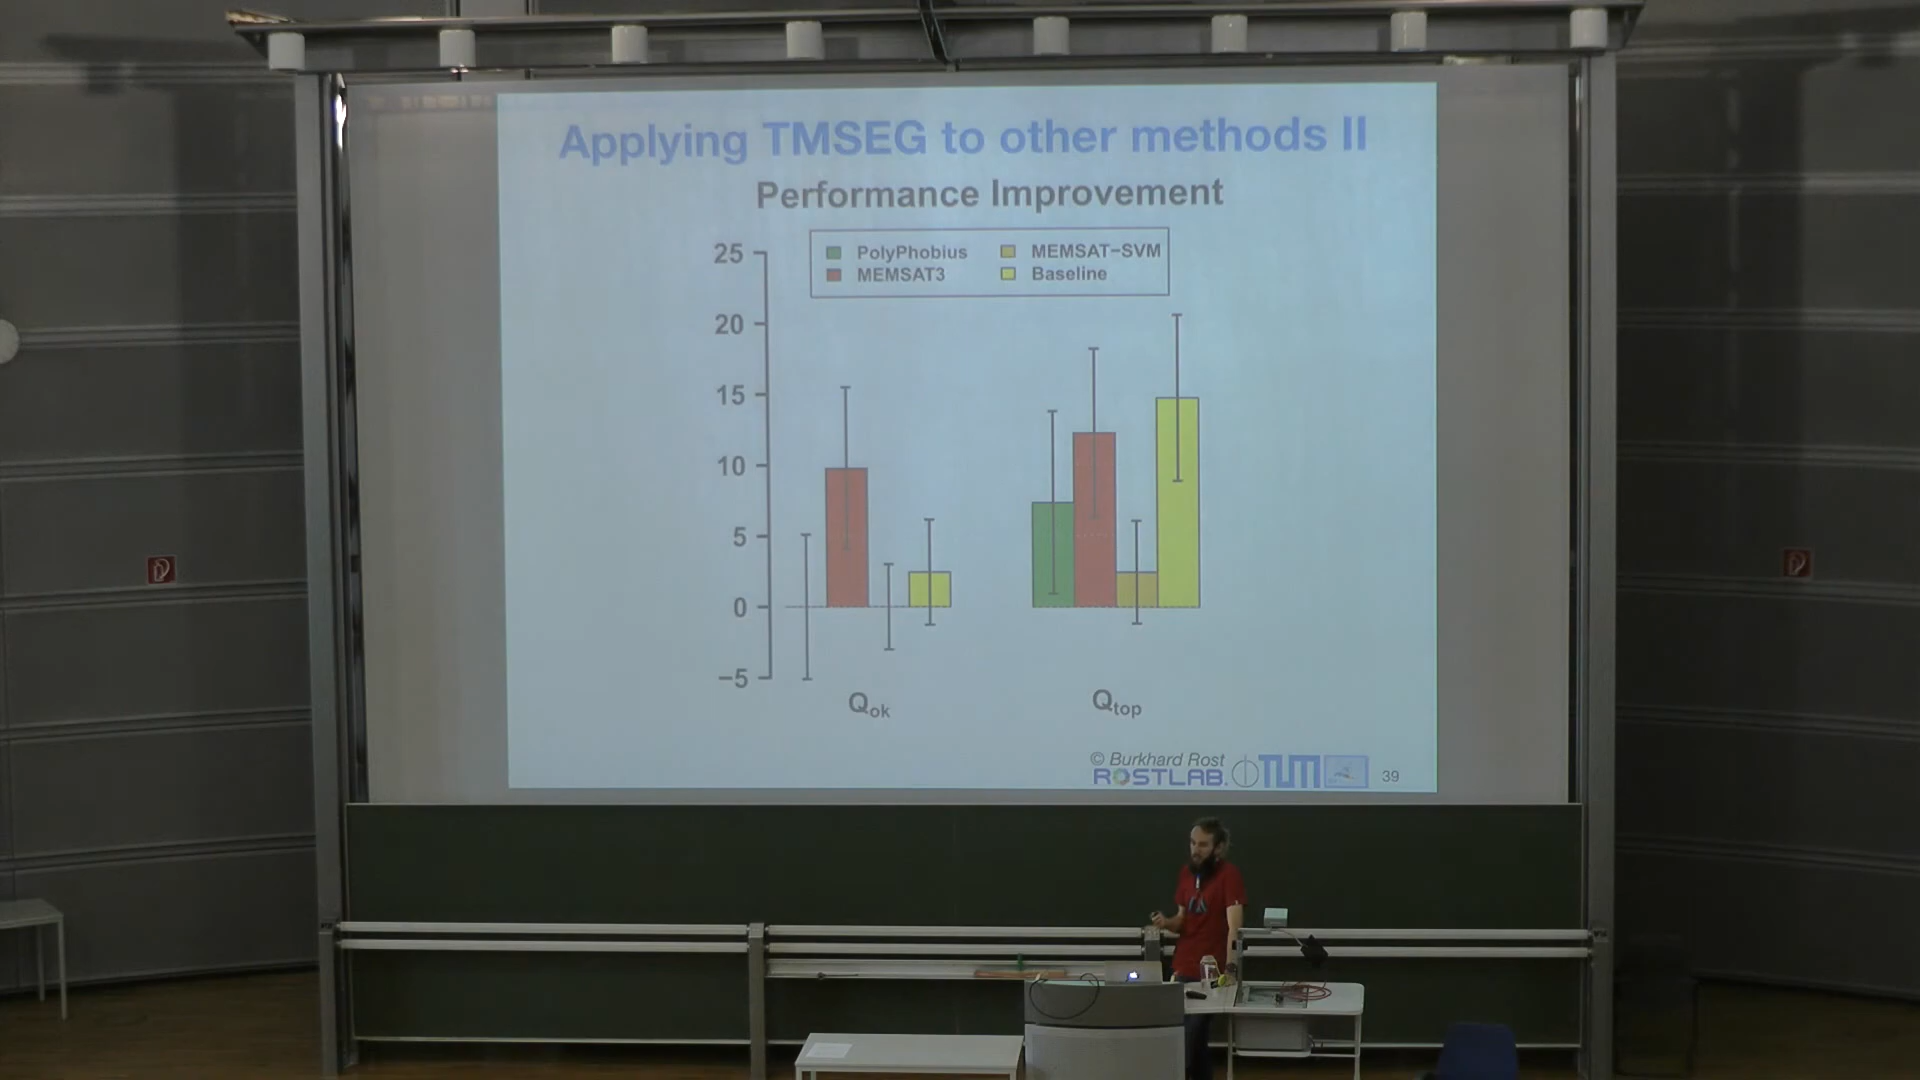 Applying TMSEG to other methods II
Performance Improvement
PolyPhobius
MEMSAT−SVM
MEMSAT3
Baseline
25
20
15
10
5
0
−5
Qok
Qtop
© Burkhard Rost
ROSTLAB.
TUM
39